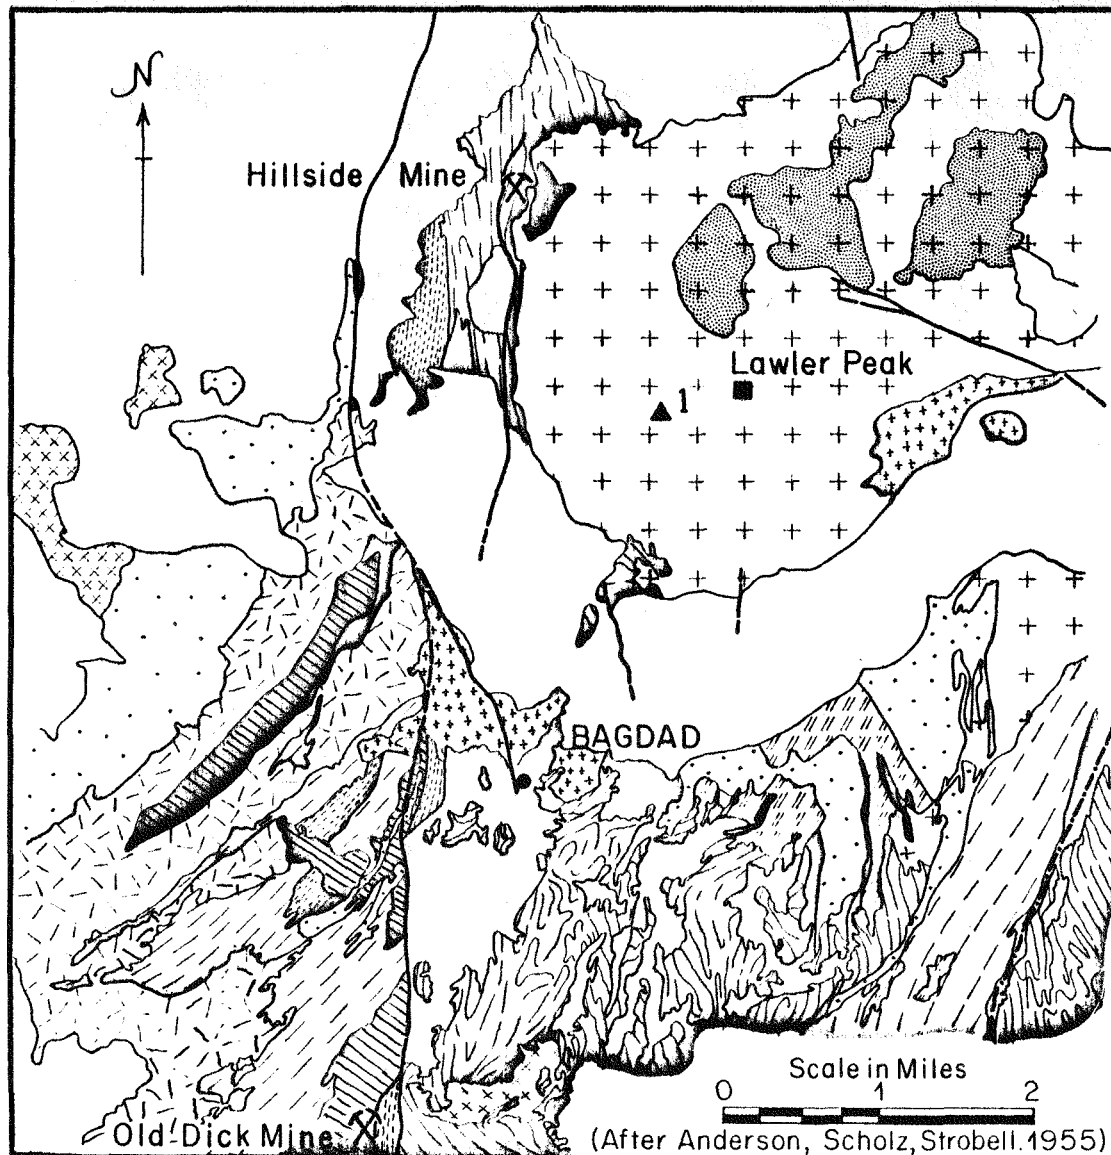 N
Hillside Mine
Lawler Peak
1
BAGDAD
Scale in Miles
0 1 2
Old Dick Mine
(After Anderson, Scholz, Strobell. 1955)